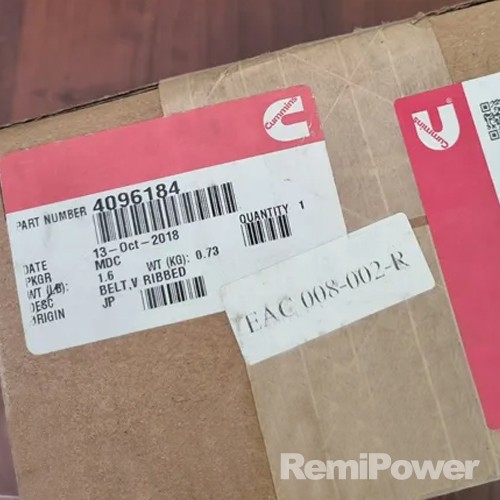 Cummins
PART NUMBER 4096184
QUANTITY 1
DATE 13-Oct-2018
PKGR MDC
WT (LB) 1.6 WT (KG): 0.73
DESC BELT,V RIBBED
ORIGIN JP
EAC 008-002-R
Cummins
RemiPower